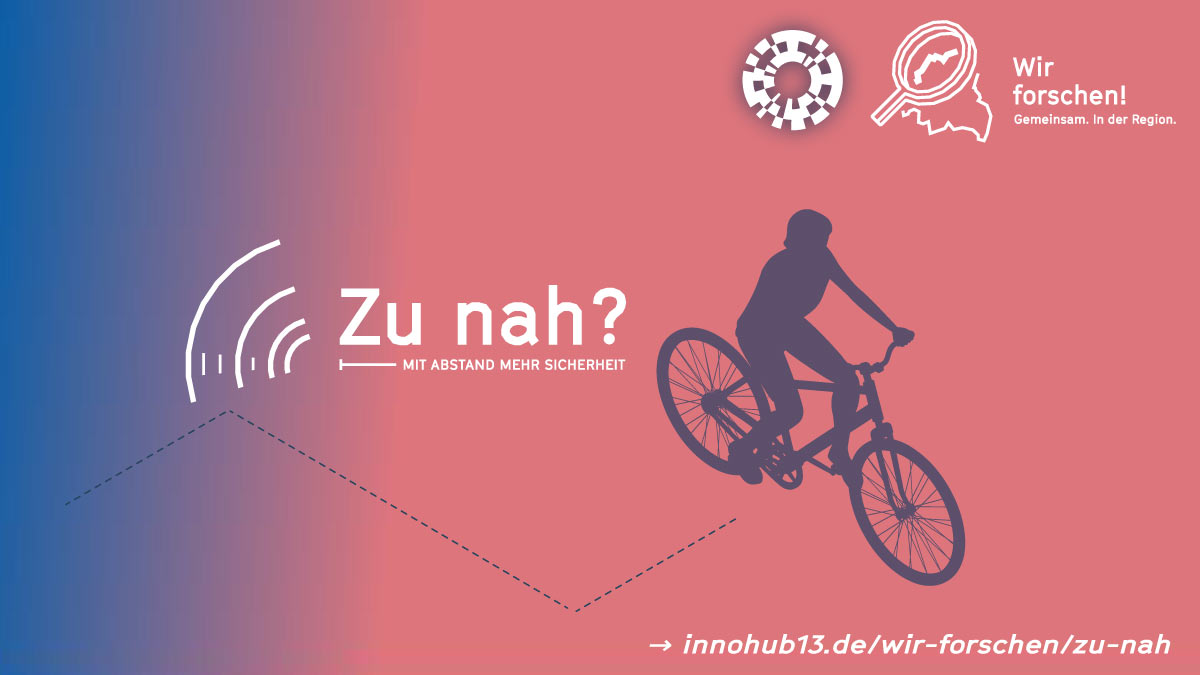 Wir
forschen!
Gemeinsam. In der Region.
Zu nah?
MIT ABSTAND MEHR SICHERHEIT
→ innohub13.de/wir-forschen/zu-nah